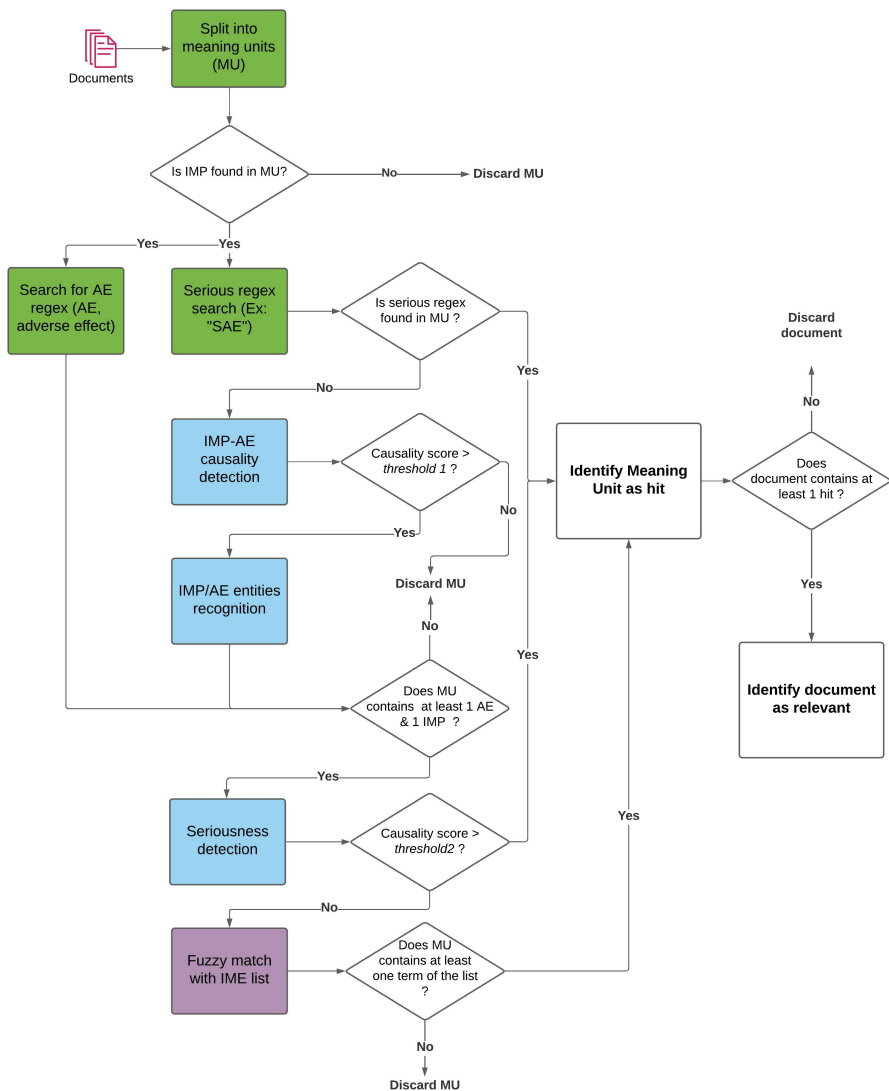 Documents
Split into
meaning units
(MU)
Is IMP found in MU?
No
Discard MU
Yes
Yes
Search for AE
regex (AE,
adverse effect)
Serious regex
search (Ex:
"SAE")
Is serious regex
found in MU ?
Yes
No
IMP-AE
causality
detection
Causality score >
threshold 1 ?
No
Yes
Discard MU
IMP/AE entities
recognition
No
Does MU
contains at least 1 AE
& 1 IMP ?
Yes
Seriousness
detection
Causality score >
threshold2 ?
Yes
No
Fuzzy match
with IME list
Does MU
contains at least
one term of the list
?
Yes
No
Discard MU
Identify Meaning
Unit as hit
Does
document contains at
least 1 hit ?
No
Discard
document
Yes
Identify document
as relevant